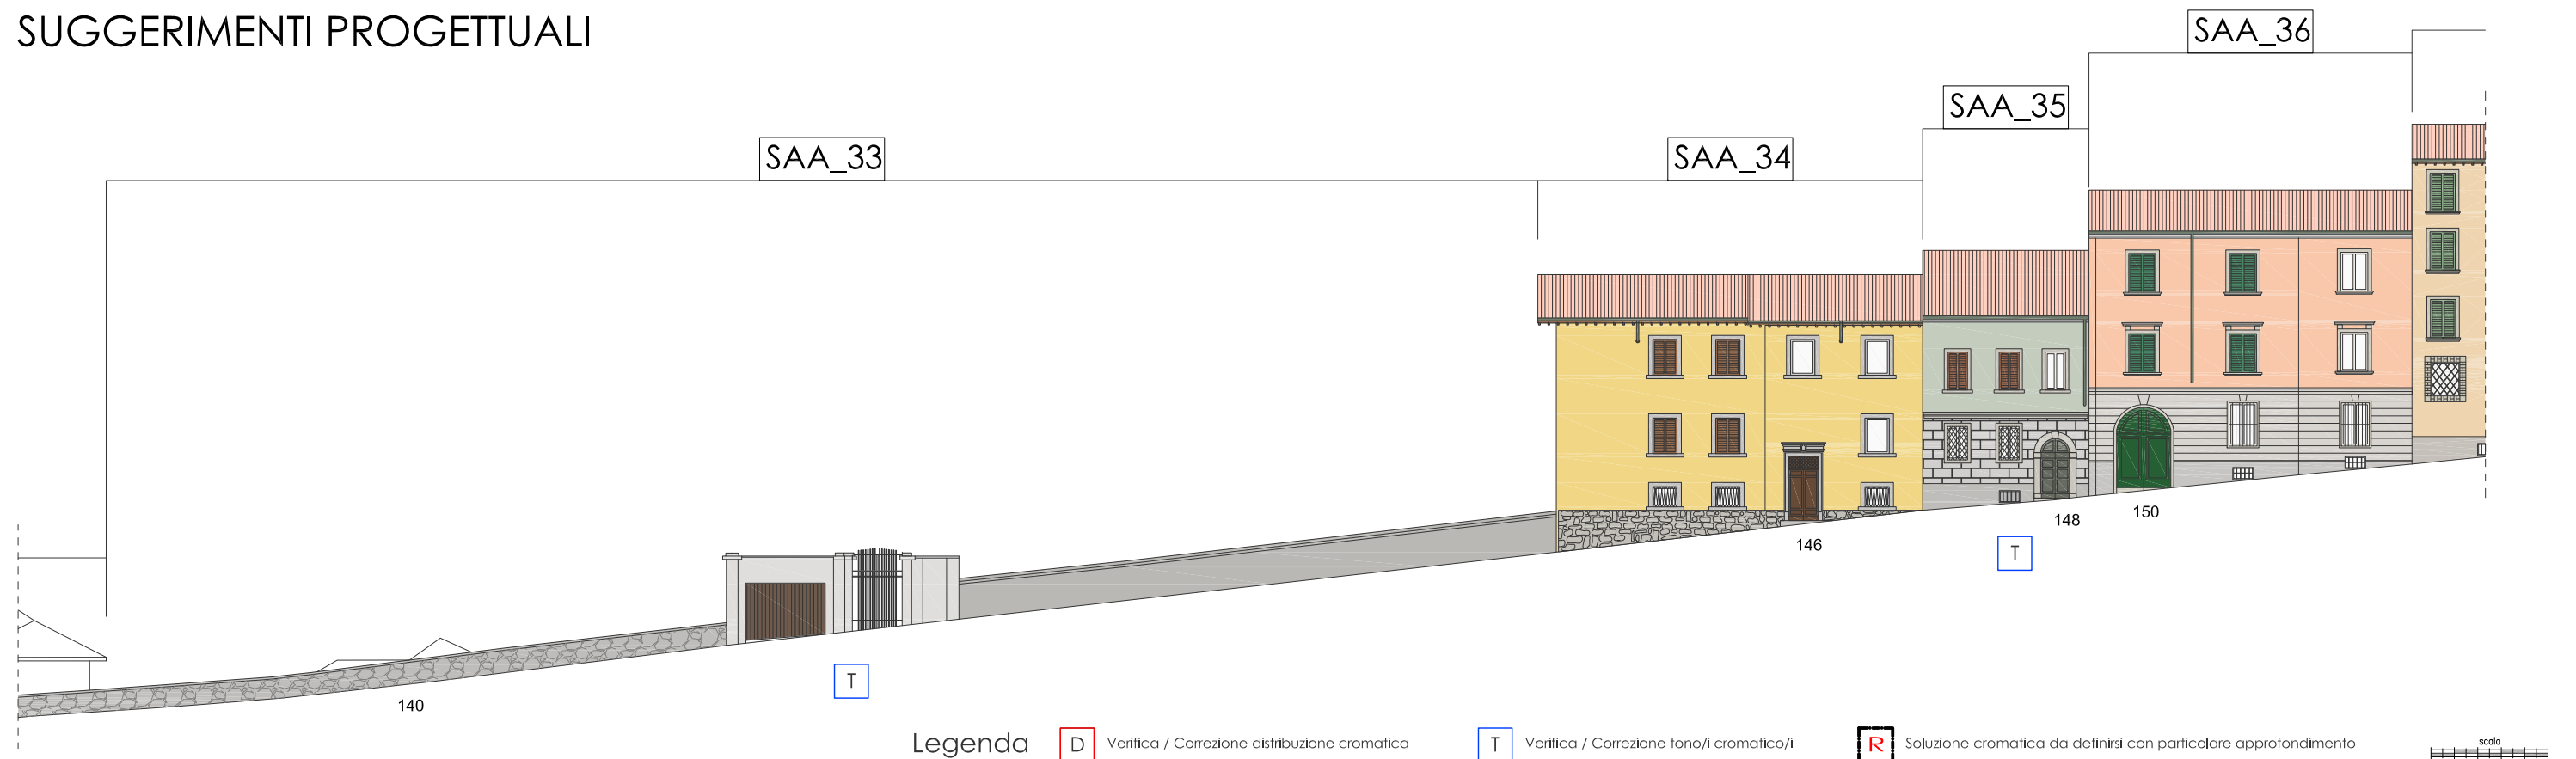 SUGGERIMENTI PROGETTUALI
SAA_36
SAA_35
SAA_33
SAA_34
148
150
146
T
T
140
Legenda
D Verifica / Correzione distribuzione cromatica
T Verifica / Correzione tono/i cromatico/i
R Soluzione cromatica da definirsi con particolare approfondimento
scala